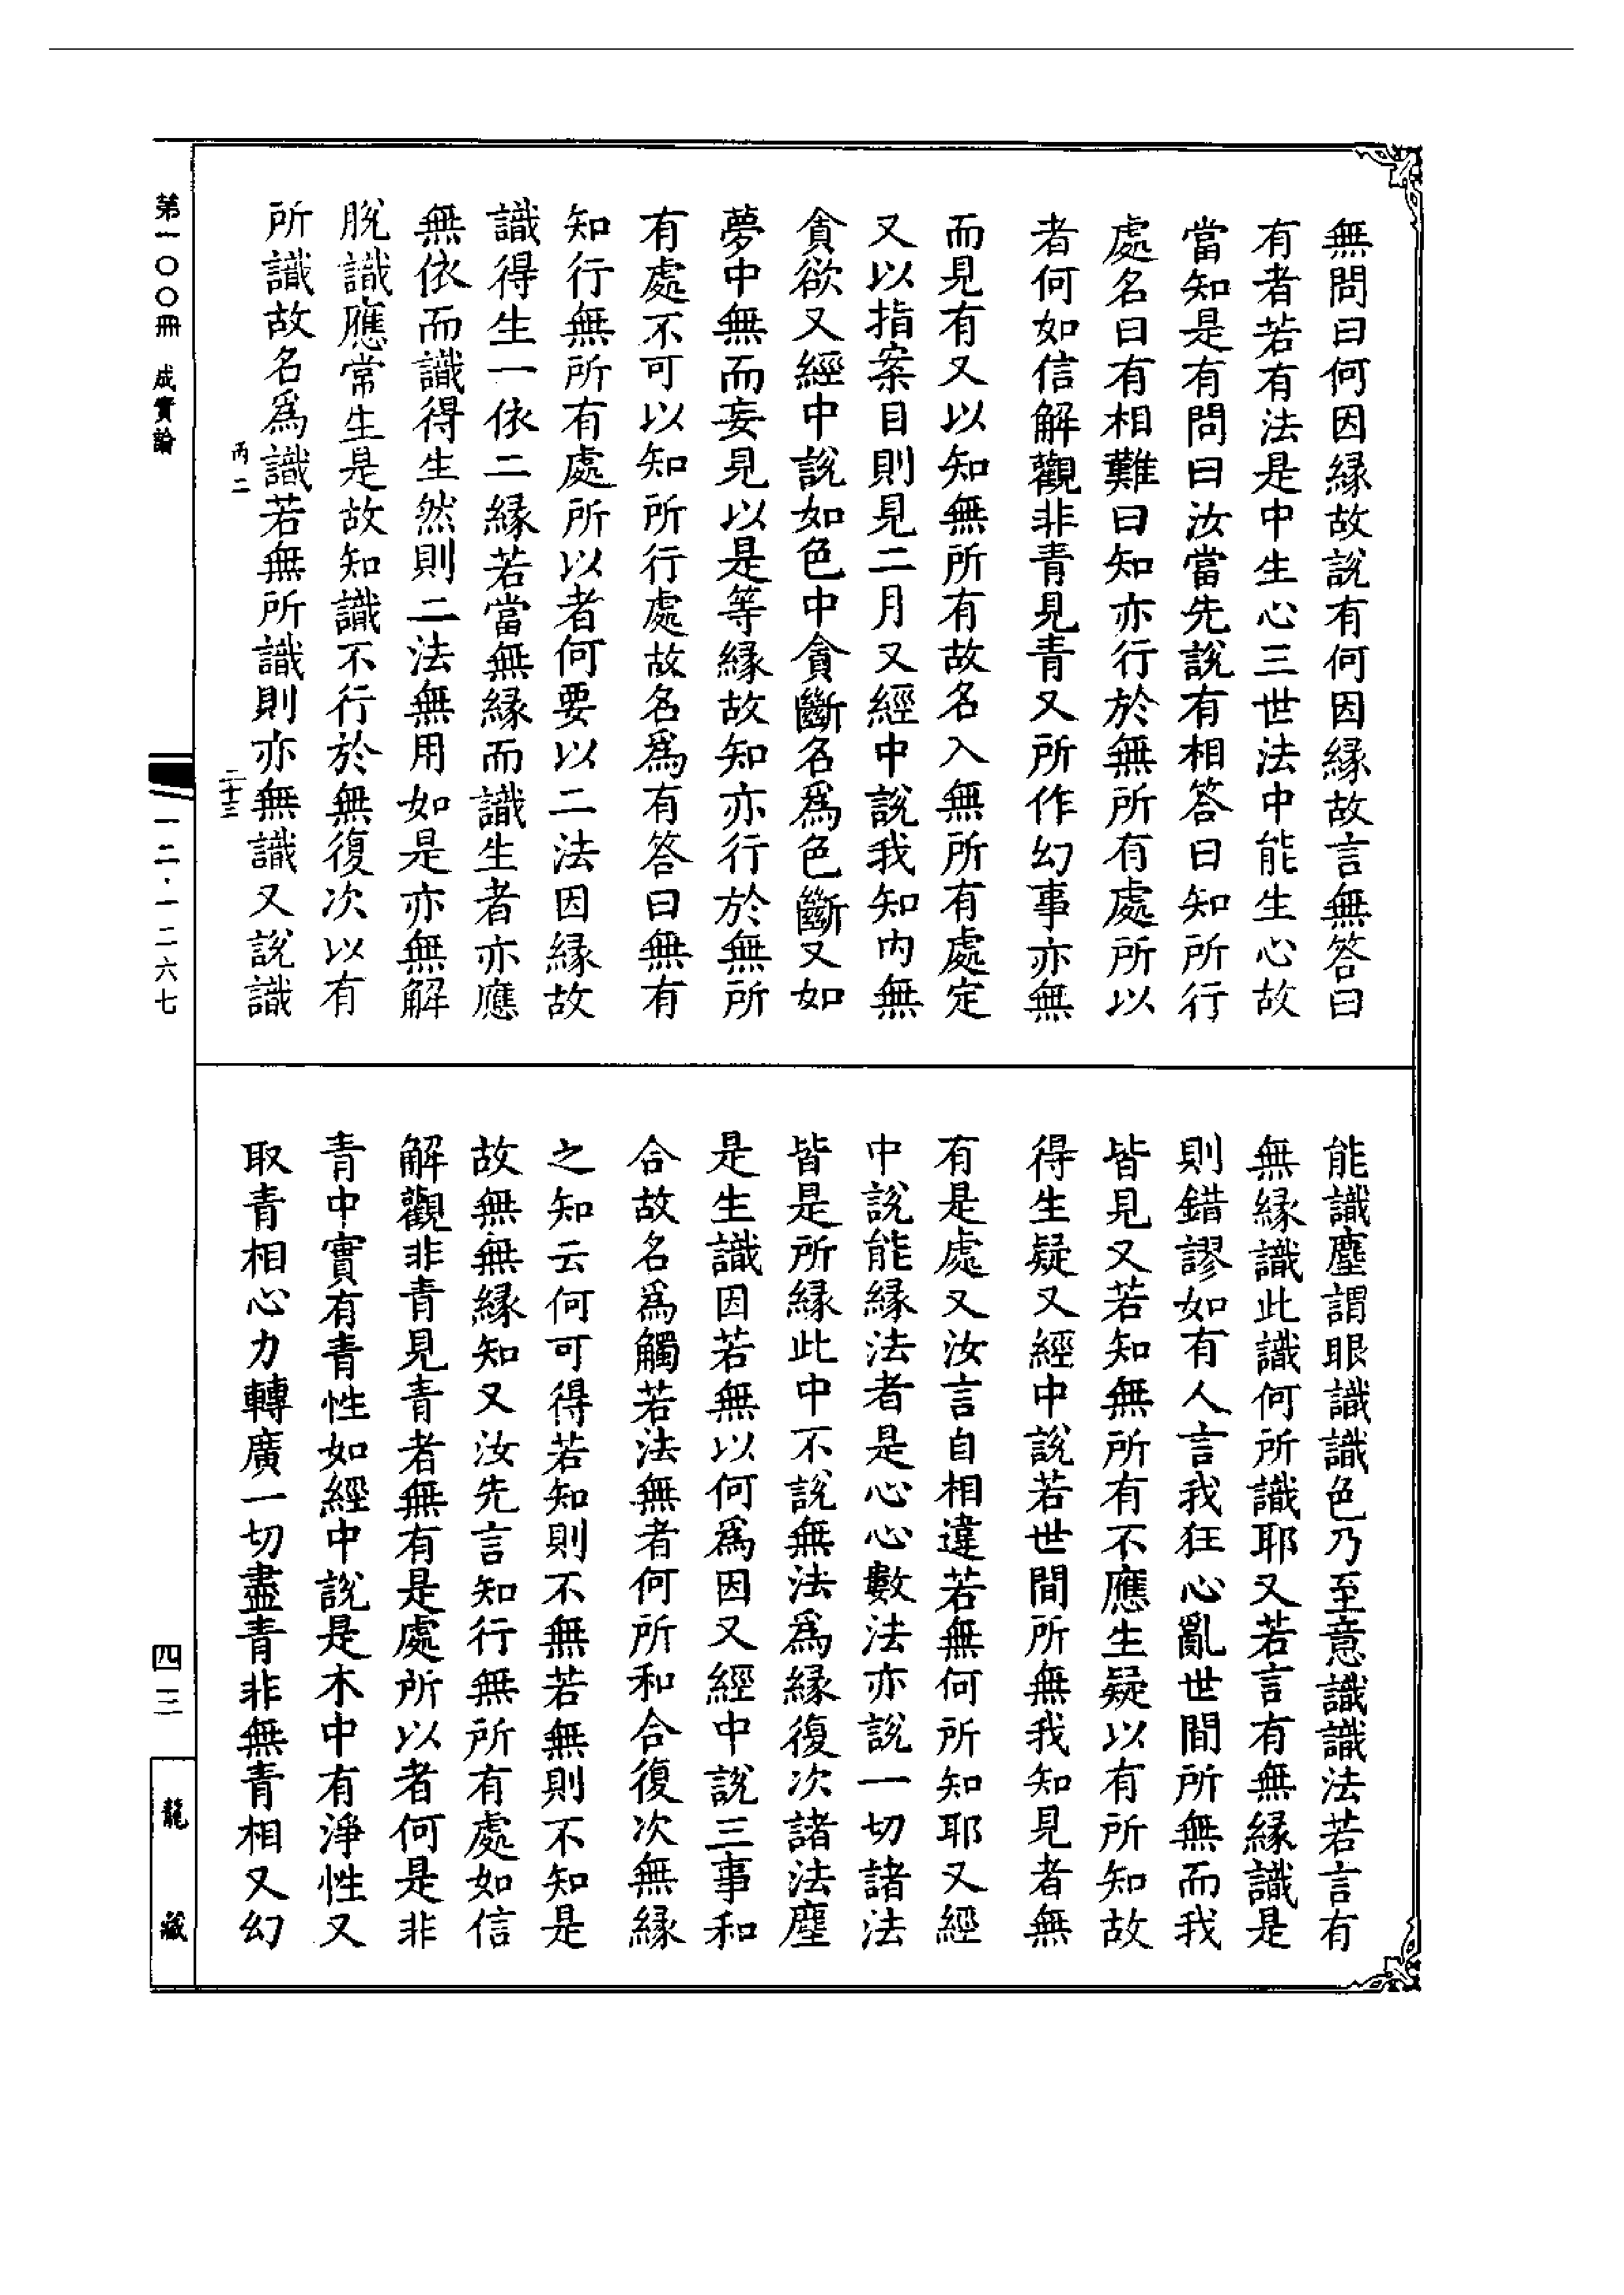 無問曰何因縁故說有何因縁故言無答曰
有者若有法是中生心三世法中能生心故
當知是有問曰汝當先說有相答曰知所行
處名曰有相難曰知亦行於無所有處所以
者何如信解觀非青見青又所作幻事亦無
而見有又以知無所有故名入無所有處定
又以指案目則見二月又經中說我知內無
貪欲又經中說如色中貪斷名爲色斷又如
夢中無而妄見以是等縁故知亦行於無所
有處不可以知所行處故名爲有答曰無有
知行無所有處所以者何要以二法因縁故
識得生一依二縁若當無縁而識生者亦應
無依而識得生然則二法無用如是亦無解
脫識應常生是故知識不行於無復次以有
所識故名爲識若無所識則亦無識又說識
能識塵謂眼識識色乃至意識識法若言有
無縁識此識何所識耶又若言有無縁識是
則錯謬如有人言我狂心亂世間所無而我
皆見又若知無所有不應生疑以有所知故
得生疑又經中說若世間所無我知見者無
有是處又汝言自相違若無何所知耶又經
中說能縁法者是心心數法亦說一切諸法
皆是所縁此中不說無法爲縁復次諸法塵
是生識因若無以何爲因又經中說三事和
合故名爲觸若法無者何所和合復次無縁
之知云何可得若知則不無若無則不知是
故無無縁知又汝先言知行無所有處如信
解觀非青見青者無有是處所以者何是非
青中實有青性如經中說是木中有淨性又
取青相心力轉廣一切盡青非無青相又幻
丙二
二十三
第一〇〇冊 成實論
一二·一二六七
四三
龍藏